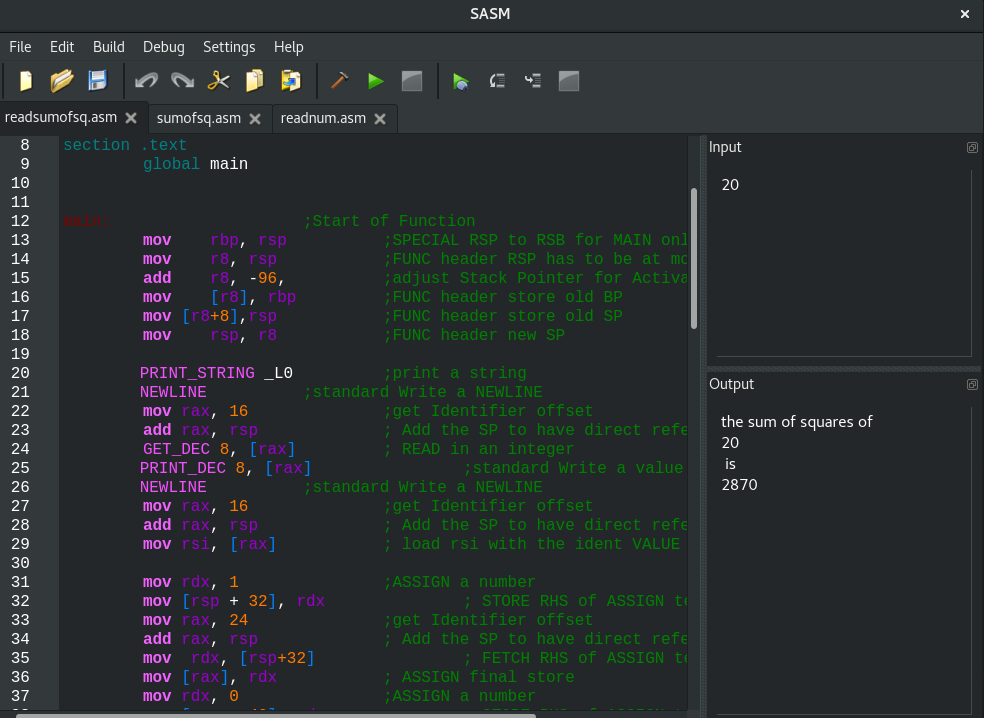 SASM
File Edit Build Debug Settings Help
readsumofsq.asm sumofsq.asm readnum.asm
8 section .text
9 global main
10
11
12 main: ;Start of Function
13 mov rbp, rsp ;SPECIAL RSP to RSB for MAIN onl
14 mov r8, rsp ;FUNC header RSP has to be at mo
15 add r8, -96, ;adjust Stack Pointer for Activa
16 mov [r8], rbp ;FUNC header store old BP
17 mov [r8+8],rsp ;FUNC header store old SP
18 mov rsp, r8 ;FUNC header new SP
19
20 PRINT_STRING _L0 ;print a string
21 NEWLINE ;standard Write a NEWLINE
22 mov rax, 16 ;get Identifier offset
23 add rax, rsp ; Add the SP to have direct refe
24 GET_DEC 8, [rax] ; READ in an integer
25 PRINT_DEC 8, [rax] ;standard Write a value
26 NEWLINE ;standard Write a NEWLINE
27 mov rax, 16 ;get Identifier offset
28 add rax, rsp ; Add the SP to have direct refe
29 mov rsi, [rax] ; load rsi with the ident VALUE
30
31 mov rdx, 1 ;ASSIGN a number
32 mov [rsp + 32], rdx ; STORE RHS of ASSIGN te
33 mov rax, 24 ;get Identifier offset
34 add rax, rsp ; Add the SP to have direct refe
35 mov rdx, [rsp+32] ; FETCH RHS of ASSIGN te
36 mov [rax], rdx ; ASSIGN final store
37 mov rdx, 0 ;ASSIGN a number
Input
20
Output
the sum of squares of
20
is
2870